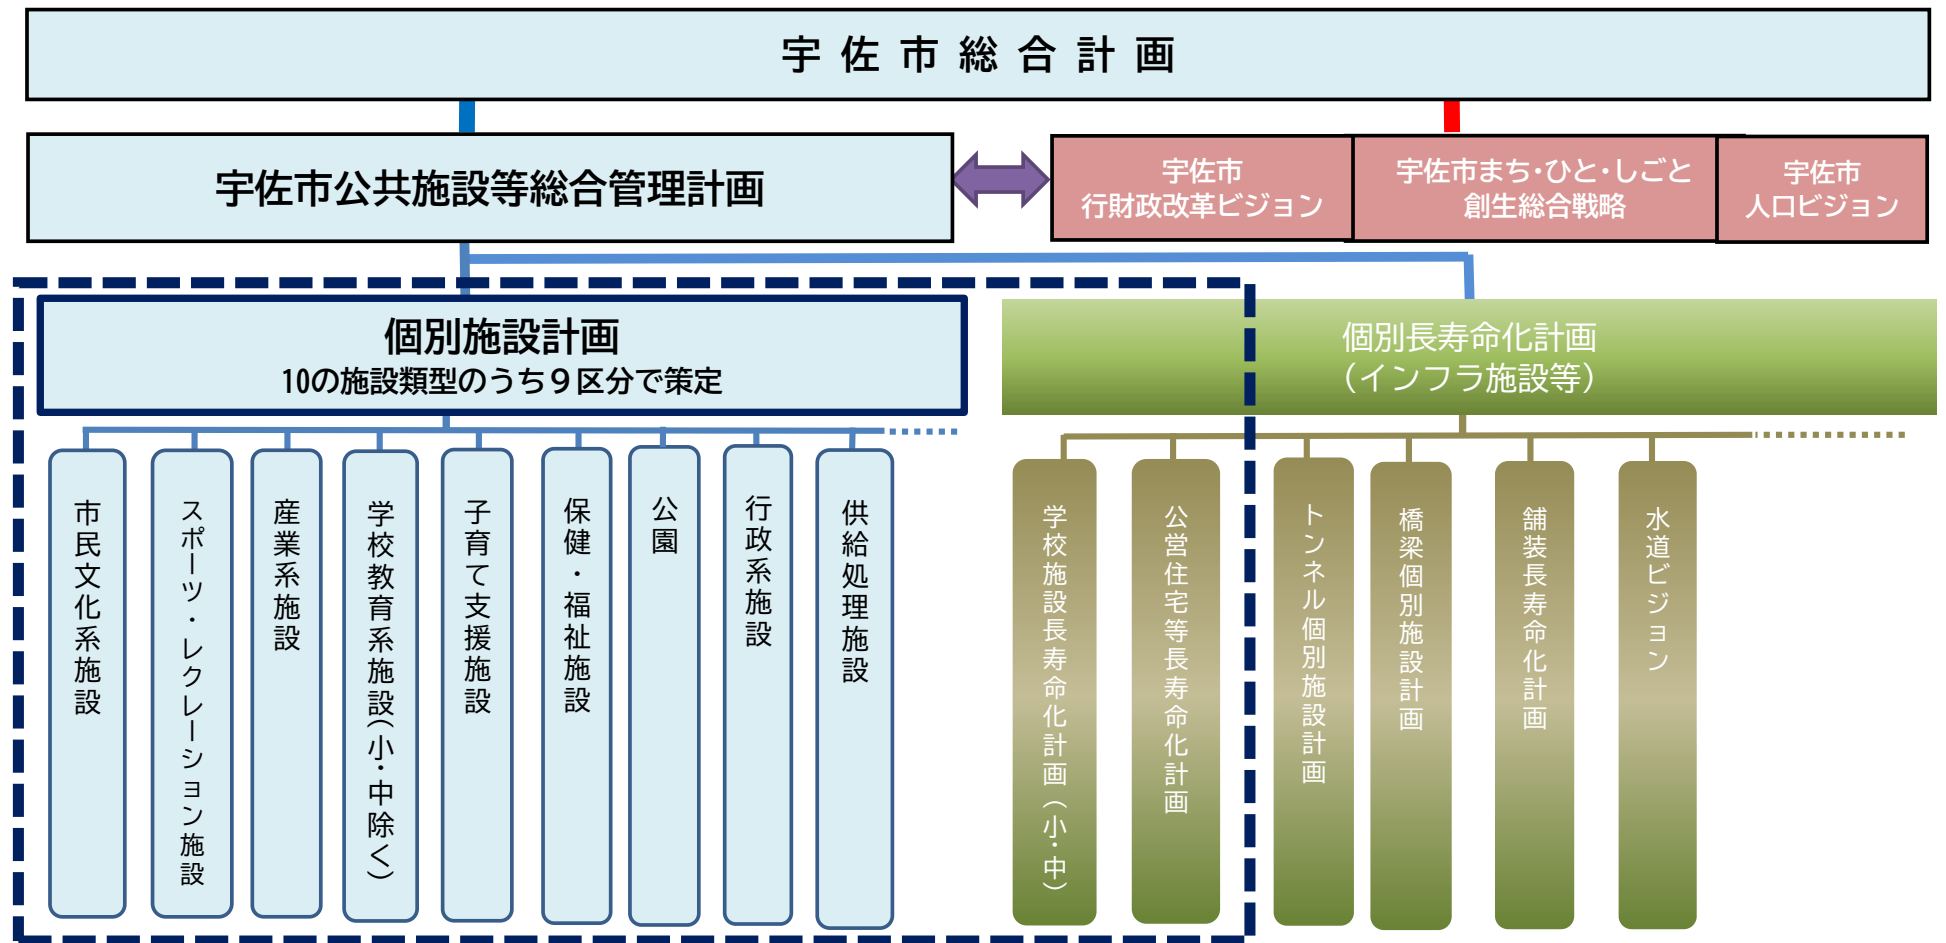 宇佐市総合計画
宇佐市公共施設等総合管理計画
宇佐市
行財政改革ビジョン
宇佐市まち・ひと・しごと
創生総合戦略
宇佐市
人口ビジョン
個別施設計画
10の施設類型のうち９区分で策定
個別長寿命化計画
（インフラ施設等）
市民文化系施設
スポーツ・レクレーション施設
産業系施設
学校教育系施設（小・中除く）
子育て支援施設
保健・福祉施設
公園
行政系施設
供給処理施設
学校施設長寿命化計画（小・中）
公営住宅等長寿命化計画
トンネル個別施設計画
橋梁個別施設計画
舗装長寿命化計画
水道ビジョン